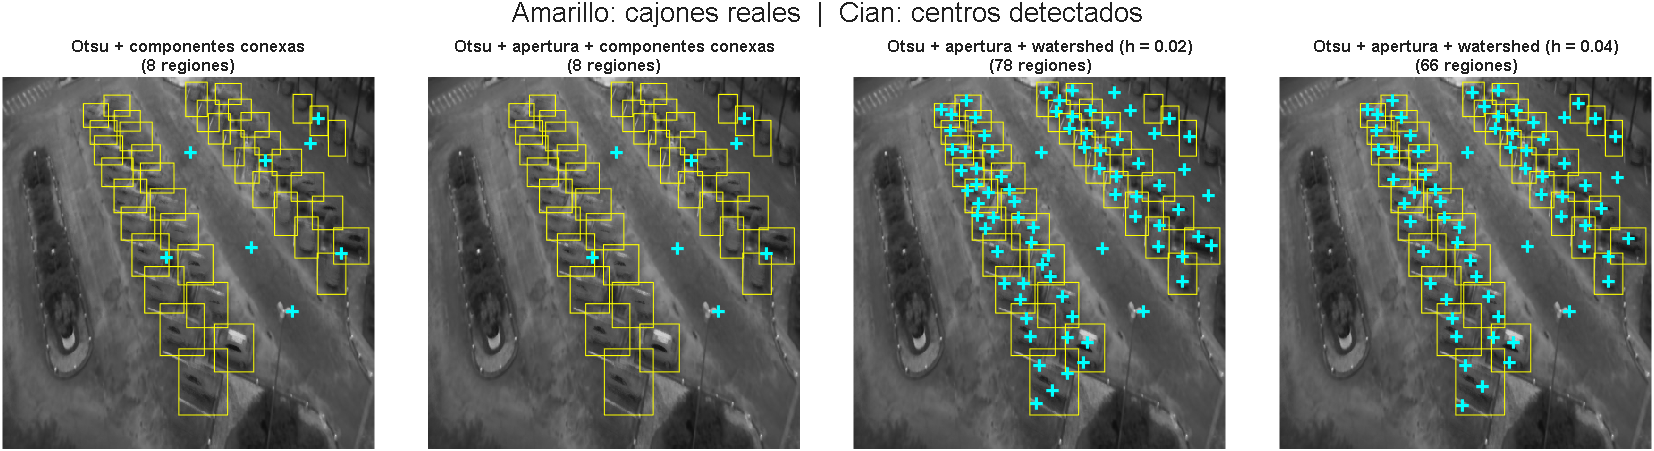 Amarillo: cajones reales | Cian: centros detectados
Otsu + componentes conexas
(8 regiones)
Otsu + apertura + componentes conexas
(8 regiones)
Otsu + apertura + watershed (h = 0.02)
(78 regiones)
Otsu + apertura + watershed (h = 0.04)
(66 regiones)